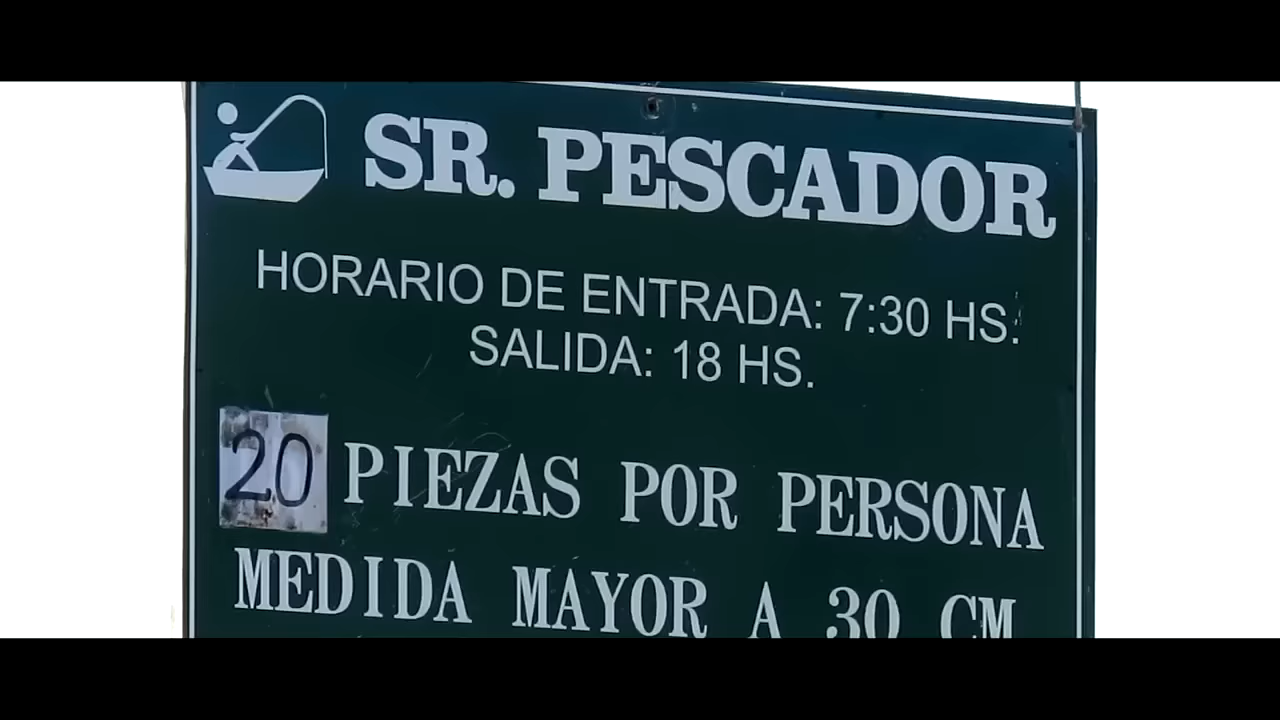 SR. PESCADOR
HORARIO DE ENTRADA: 7:30 HS.
SALIDA: 18 HS.
20 PIEZAS POR PERSONA
MEDIDA MAYOR A 30 CM